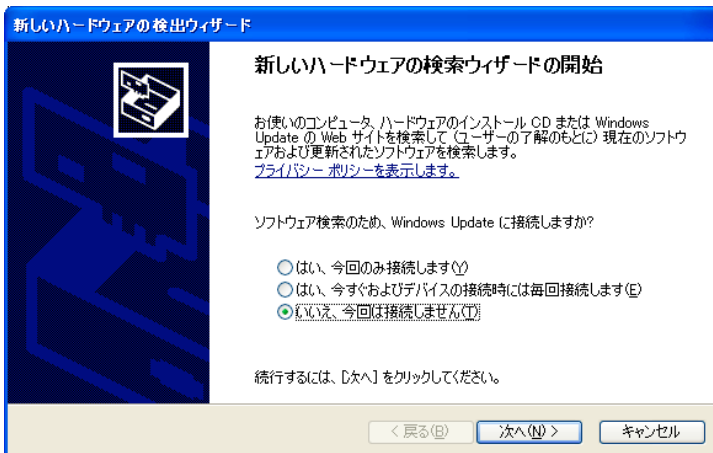 新しいハードウェアの検出ウィザード
新しいハードウェアの検索ウィザードの開始
お使いのコンピュータ、ハードウェアのインストール CD または Windows
Update の Web サイトを検索して (ユーザーの了解のもとに) 現在のソフトウ
ェアおよび更新されたソフトウェアを検索します。
プライバシー ポリシーを表示します。
ソフトウェア検索のため、Windows Update に接続しますか?
はい、今回のみ接続します(Y)
はい、今すぐおよびデバイスの接続時には毎回接続します(E)
いいえ、今回は接続しません(T)
続行するには、[次へ] をクリックしてください。
< 戻る(B) 次へ(N) > キャンセル